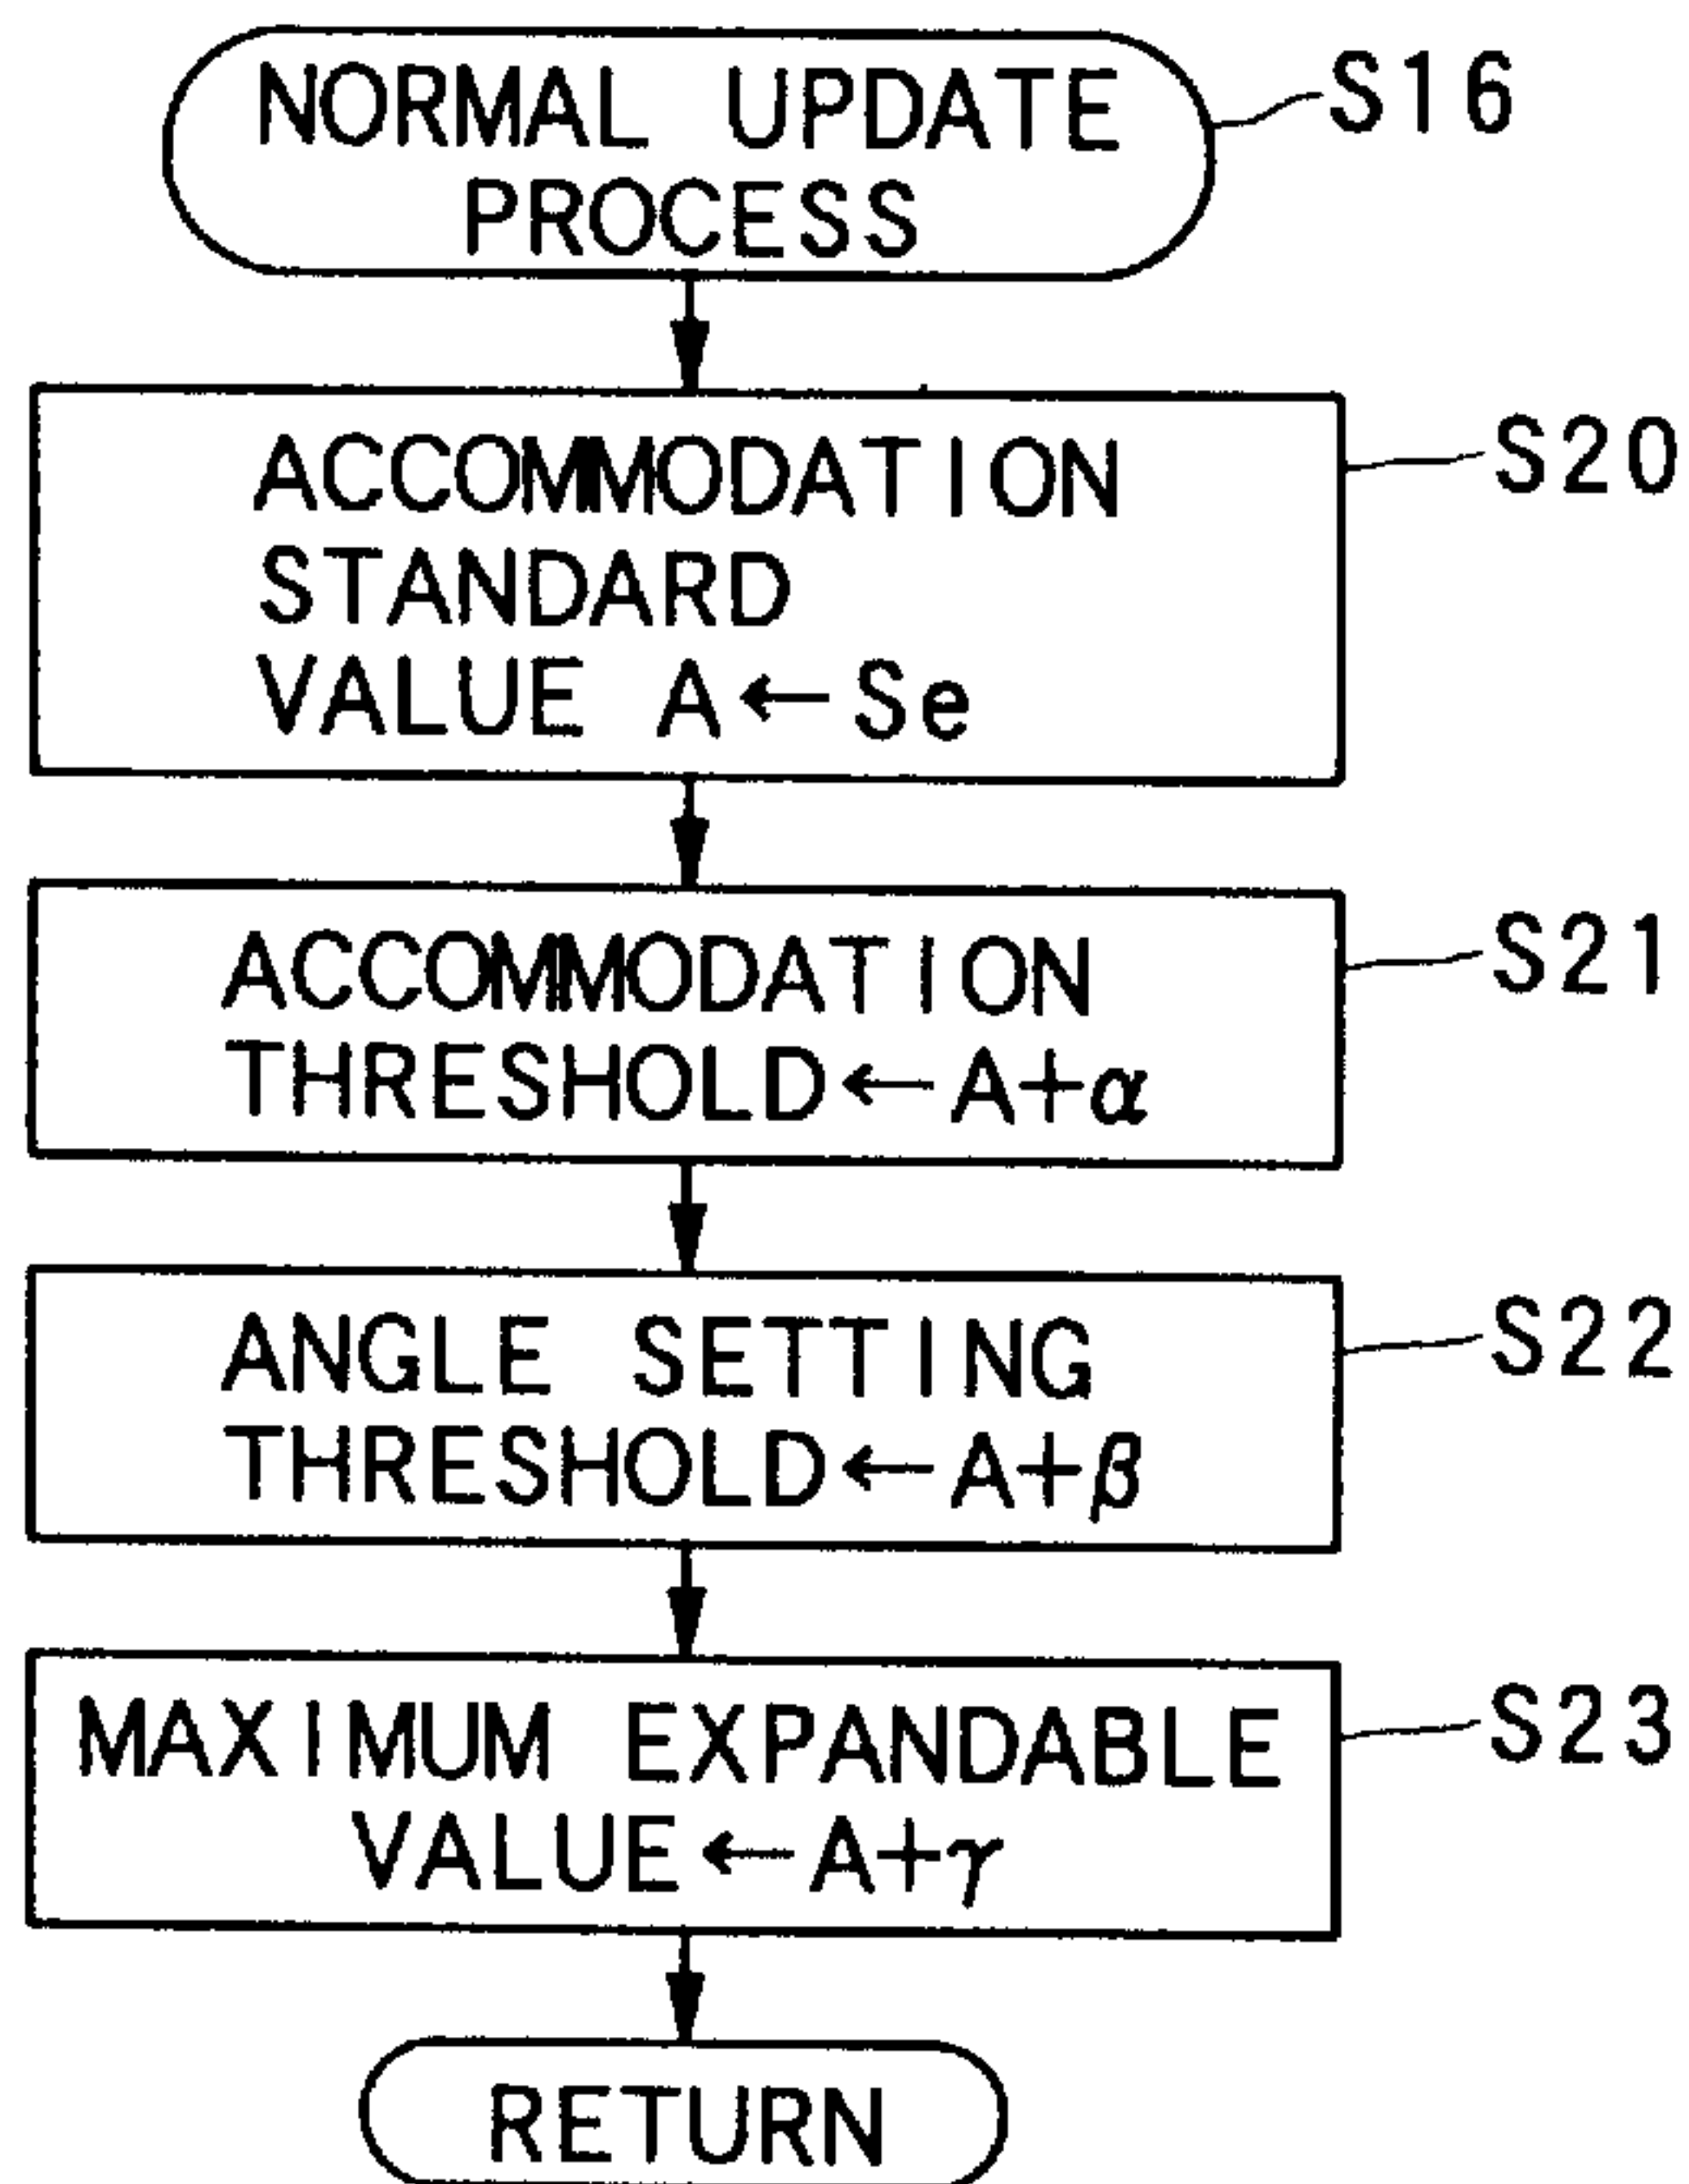 NORMAL UPDATE
PROCESS
S16
ACCOMMODATION
STANDARD
VALUE A←Se
S20
ACCOMMODATION
THRESHOLD←A+α
S21
ANGLE SETTING
THRESHOLD←A+β
S22
MAXIMUM EXPANDABLE
VALUE←A+γ
S23
RETURN